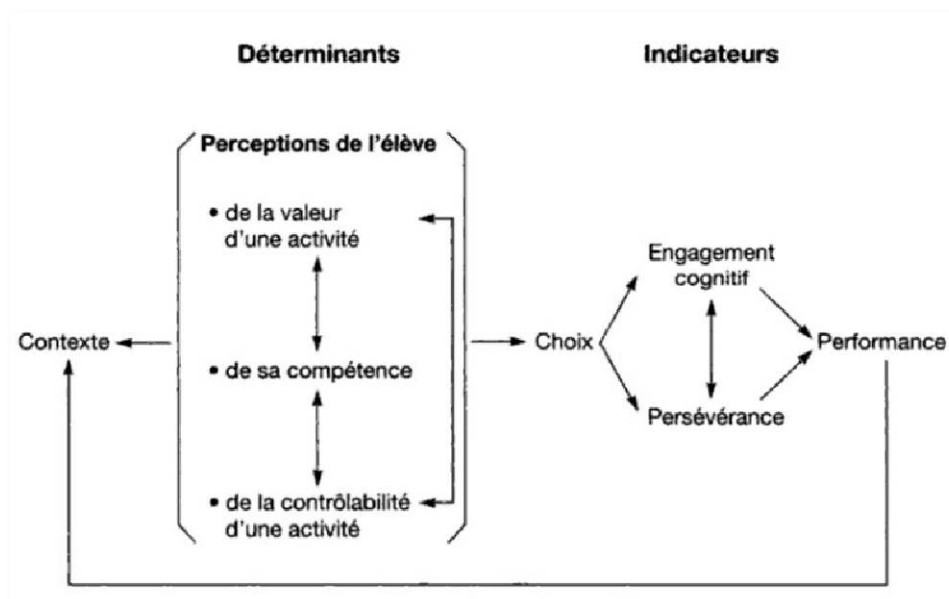 Déterminants
Indicateurs
Perceptions de l'élève
• de la valeur
d'une activité
Engagement
cognitif
Contexte
Choix
Performance
• de sa compétence
Persévérance
• de la contrôlabilité
d'une activité